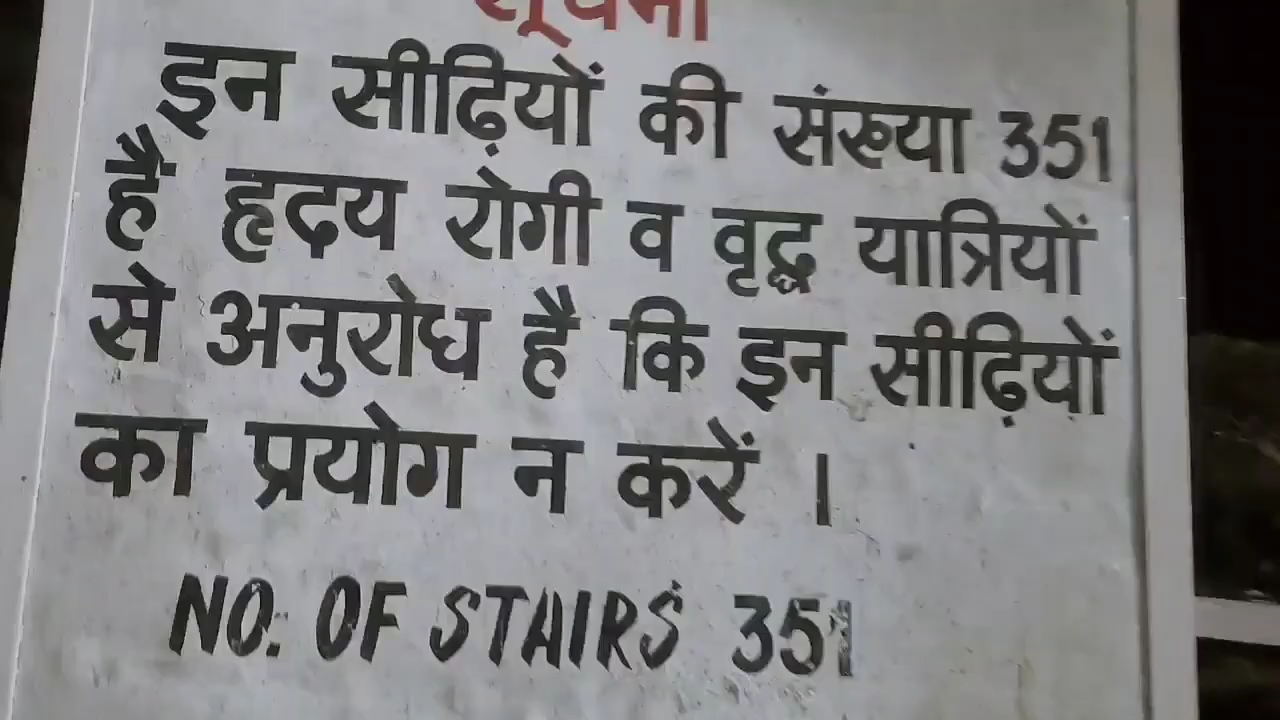 सूचना
इन सीढ़ियों की संख्या 351
है हृदय रोगी व वृद्ध यात्रियों
से अनुरोध है कि इन सीढ़ियों
का प्रयोग न करें ।
NO. OF STAIRS 351